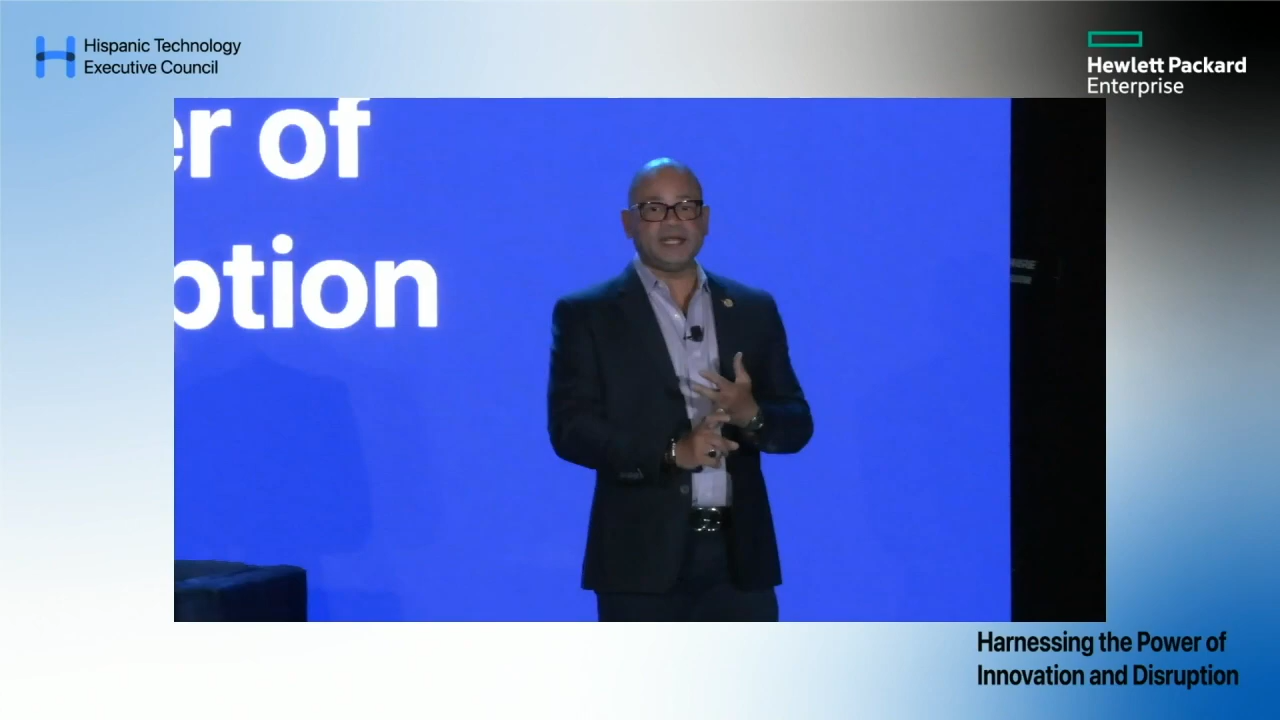 Hispanic Technology
Executive Council
Hewlett Packard
Enterprise
er of
ption
Harnessing the Power of
Innovation and Disruption